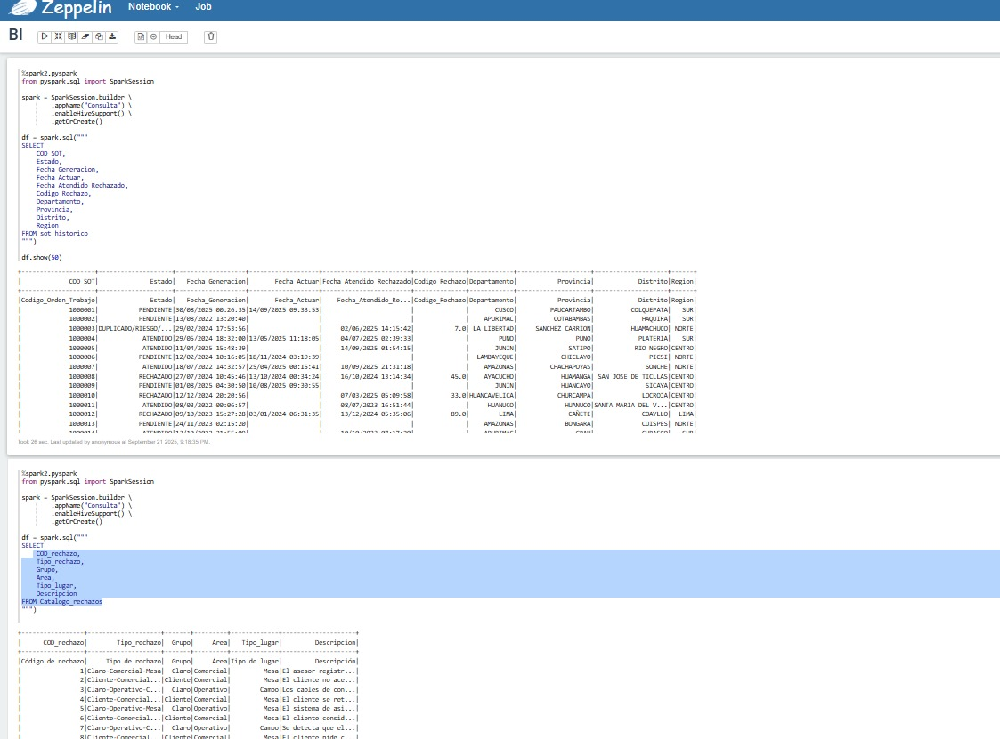 Zeppelin Notebook Job
BI
Head
%spark2.pyspark
from pyspark.sql import SparkSession
spark = SparkSession.builder \
.appName("Consulta") \
.enableHiveSupport() \
.getOrCreate()
df = spark.sql("""
SELECT
COD_SOT,
Estado,
Fecha_Generacion,
Fecha_Actuar,
Fecha_Atendido_Rechazado,
Codigo_Rechazo,
Departamento,
Provincia,
Distrito,
Region
FROM sot_historico
""")
df.show(50)
+------------------+------------------+-----------------+-----------------+---------------------+-------------+-----------+------------------+------------------+------+
| COD_SOT| Estado| Fecha_Generacion| Fecha_Actuar|Fecha_Atendido_Rechazado|Codigo_Rechazo|Departamento| Provincia| Distrito|Region|
+------------------+------------------+-----------------+-----------------+---------------------+-------------+-----------+------------------+------------------+------+
|Codigo_Orden_Trabajo| Estado| Fecha_Generacion| Fecha_Actuar| Fecha_Atendido_Re...|Codigo_Rechazo|Departamento| Provincia| Distrito|Region|
| 1000001| PENDIENTE|30/08/2025 00:26:35|14/09/2025 09:33:53| | | CUSCO| PAUCARTAMBO| COLQUEPATA| SUR|
| 1000002| PENDIENTE|13/08/2022 13:20:40| | | | APURIMAC| COTABAMBAS| HAQUIRA| SUR|
| 1000003|DUPLICADO/RIESGO/...|29/02/2024 17:53:56| | 02/06/2025 14:15:42| 7.0| LA LIBERTAD| SANCHEZ CARRION| HUAMACHUCO| NORTE|
| 1000004| ATENDIDO|29/05/2024 18:32:00|13/05/2025 11:18:05| 04/07/2025 02:39:33| | PUNO| PUNO| PLATERIA| SUR|
| 1000005| ATENDIDO|11/04/2025 15:48:39| | 14/09/2025 01:54:15| | JUNIN| SATIPO| RIO NEGRO|CENTRO|
| 1000006| PENDIENTE|12/02/2024 10:16:05|18/11/2024 03:19:39| | | LAMBAYEQUE| CHICLAYO| PICSI| NORTE|
| 1000007| ATENDIDO|18/07/2022 14:32:57|25/04/2025 00:15:41| 10/09/2025 21:31:18| | AMAZONAS| CHACHAPOYAS| SONCHE| NORTE|
| 1000008| RECHAZADO|27/07/2024 10:45:46|13/10/2024 00:34:24| 16/10/2024 13:14:34| 45.0| AYACUCHO| HUAMANGA| SAN JOSE DE TICLLAS|CENTRO|
| 1000009| PENDIENTE|01/08/2025 04:30:50|10/08/2025 09:30:55| | | JUNIN| HUANCAYO| SICAYA|CENTRO|
| 1000010| RECHAZADO|12/12/2024 20:20:56| | 07/03/2025 05:09:58| 33.0|HUANCAVELICA| CHURCAMPA| LOCROJA|CENTRO|
| 1000011| ATENDIDO|08/03/2022 00:06:57| | 08/07/2023 16:51:44| | HUANUCO| HUANUCO|SANTA MARIA DEL V...|CENTRO|
| 1000012| RECHAZADO|09/10/2023 15:27:28|03/01/2024 06:31:35| 13/12/2024 05:35:06| 89.0| LIMA| CAÑETE| COAYLLO| LIMA|
| 1000013| PENDIENTE|24/11/2023 02:15:20| | | | AMAZONAS| BONGARA| CUISPES| NORTE|
Took 26 sec. Last updated by anonymous at September 21 2025, 9:18:35 PM.
%spark2.pyspark
from pyspark.sql import SparkSession
spark = SparkSession.builder \
.appName("Consulta") \
.enableHiveSupport() \
.getOrCreate()
df = spark.sql("""
SELECT
COD_rechazo,
Tipo_rechazo,
Grupo,
Area,
Tipo_lugar,
Descripcion
FROM Catalogo_rechazos
""")
+-----------------+------------------+-------+---------+-------------+------------------+
| COD_rechazo| Tipo_rechazo| Grupo| Area| Tipo_lugar| Descripcion|
+-----------------+------------------+-------+---------+-------------+------------------+
|Código de rechazo| Tipo de rechazo| Grupo| Área|Tipo de lugar| Descripción|
| 1|Claro-Comercial-Mesa| Claro|Comercial| Mesa|El asesor registr...|
| 2|Cliente-Comercial...|Cliente|Comercial| Mesa|El cliente no ace...|
| 3|Claro-Operativo-C...| Claro|Operativo| Campo|Los cables de con...|
| 4|Cliente-Comercial...|Cliente|Comercial| Mesa|El cliente se ret...|
| 5|Claro-Operativo-Mesa| Claro|Operativo| Mesa|El sistema de asi...|
| 6|Cliente-Comercial...|Cliente|Comercial| Mesa|El cliente consid...|
| 7|Claro-Operativo-C...| Claro|Operativo| Campo|Se detecta que el...|
| 8|Cliente-Comercial...|Cliente|Comercial| Mesa|El cliente pide c...|